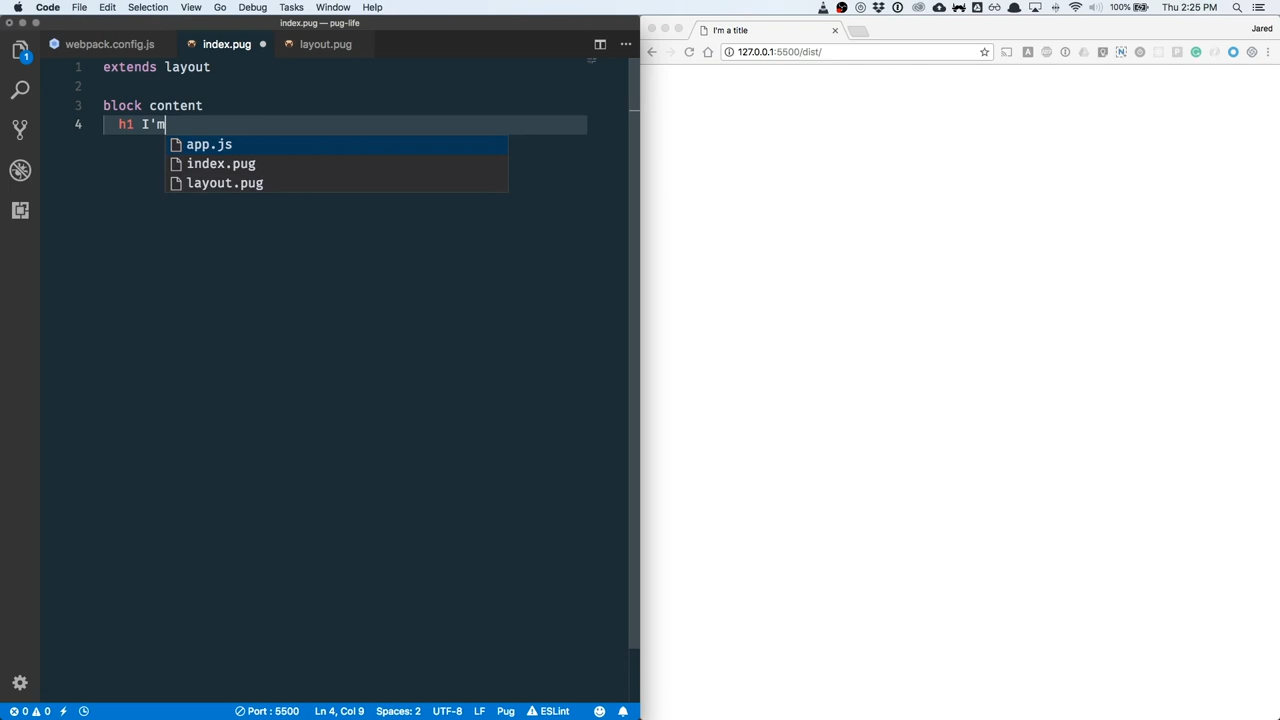 Code File Edit Selection View Go Debug Tasks Window Help
100% Thu 2:25 PM
index.pug — pug-life
webpack.config.js index.pug layout.pug
1 extends layout
2
3 block content
4 h1 I'm
app.js
index.pug
layout.pug
1
0 0 Port : 5500 Ln 4, Col 9 Spaces: 2 UTF-8 LF Pug ESLint
I'm a title
Jared
127.0.0.1:5500/dist/